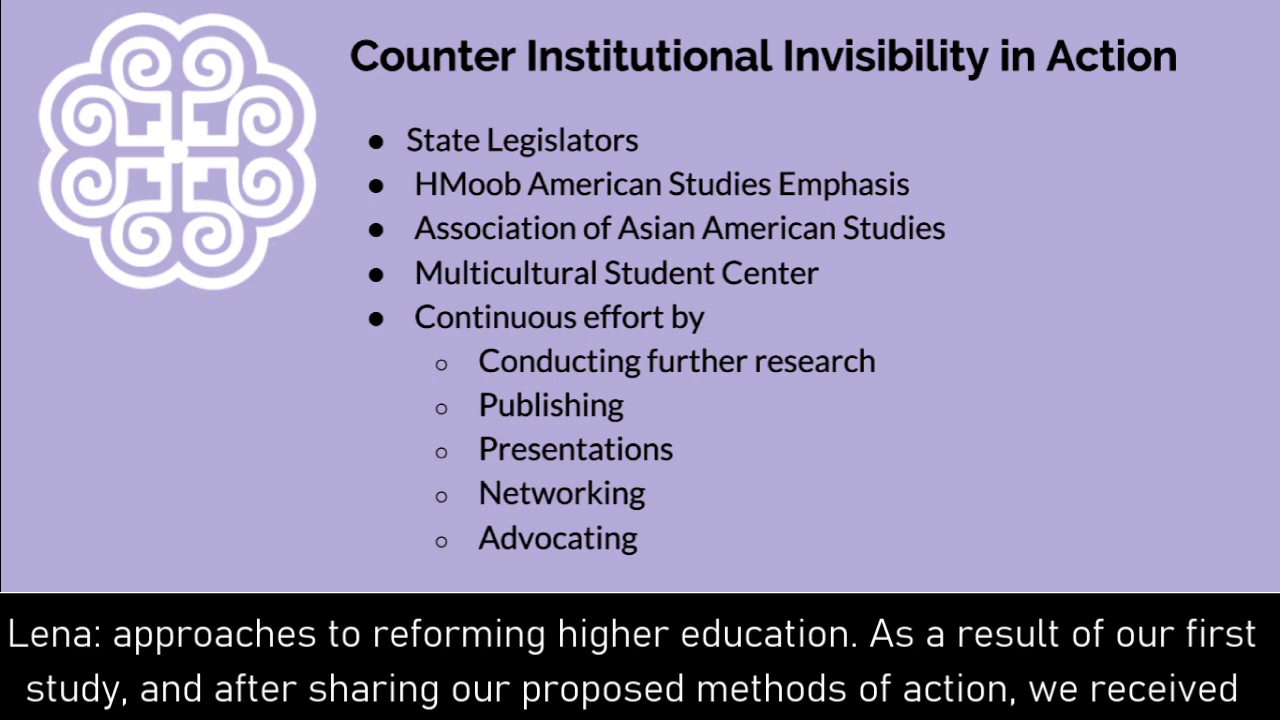 Counter Institutional Invisibility in Action
● State Legislators
● HMoob American Studies Emphasis
● Association of Asian American Studies
● Multicultural Student Center
● Continuous effort by
○ Conducting further research
○ Publishing
○ Presentations
○ Networking
○ Advocating
Lena: approaches to reforming higher education. As a result of our first
study, and after sharing our proposed methods of action, we received